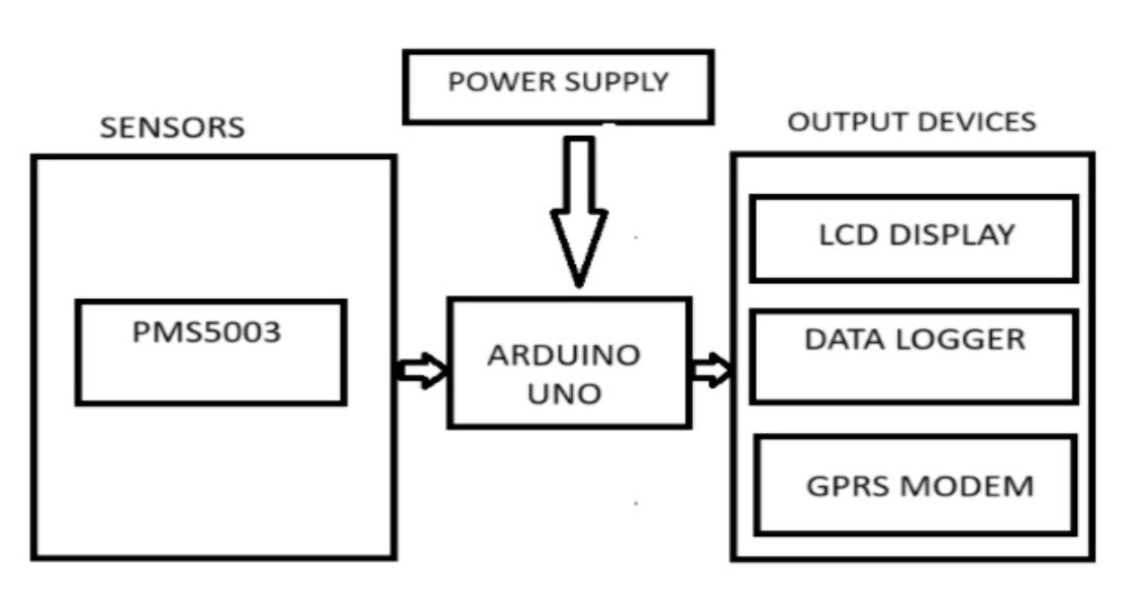 POWER SUPPLY
SENSORS
OUTPUT DEVICES
LCD DISPLAY
PMS5003
DATA LOGGER
ARDUINO
UNO
GPRS MODEM